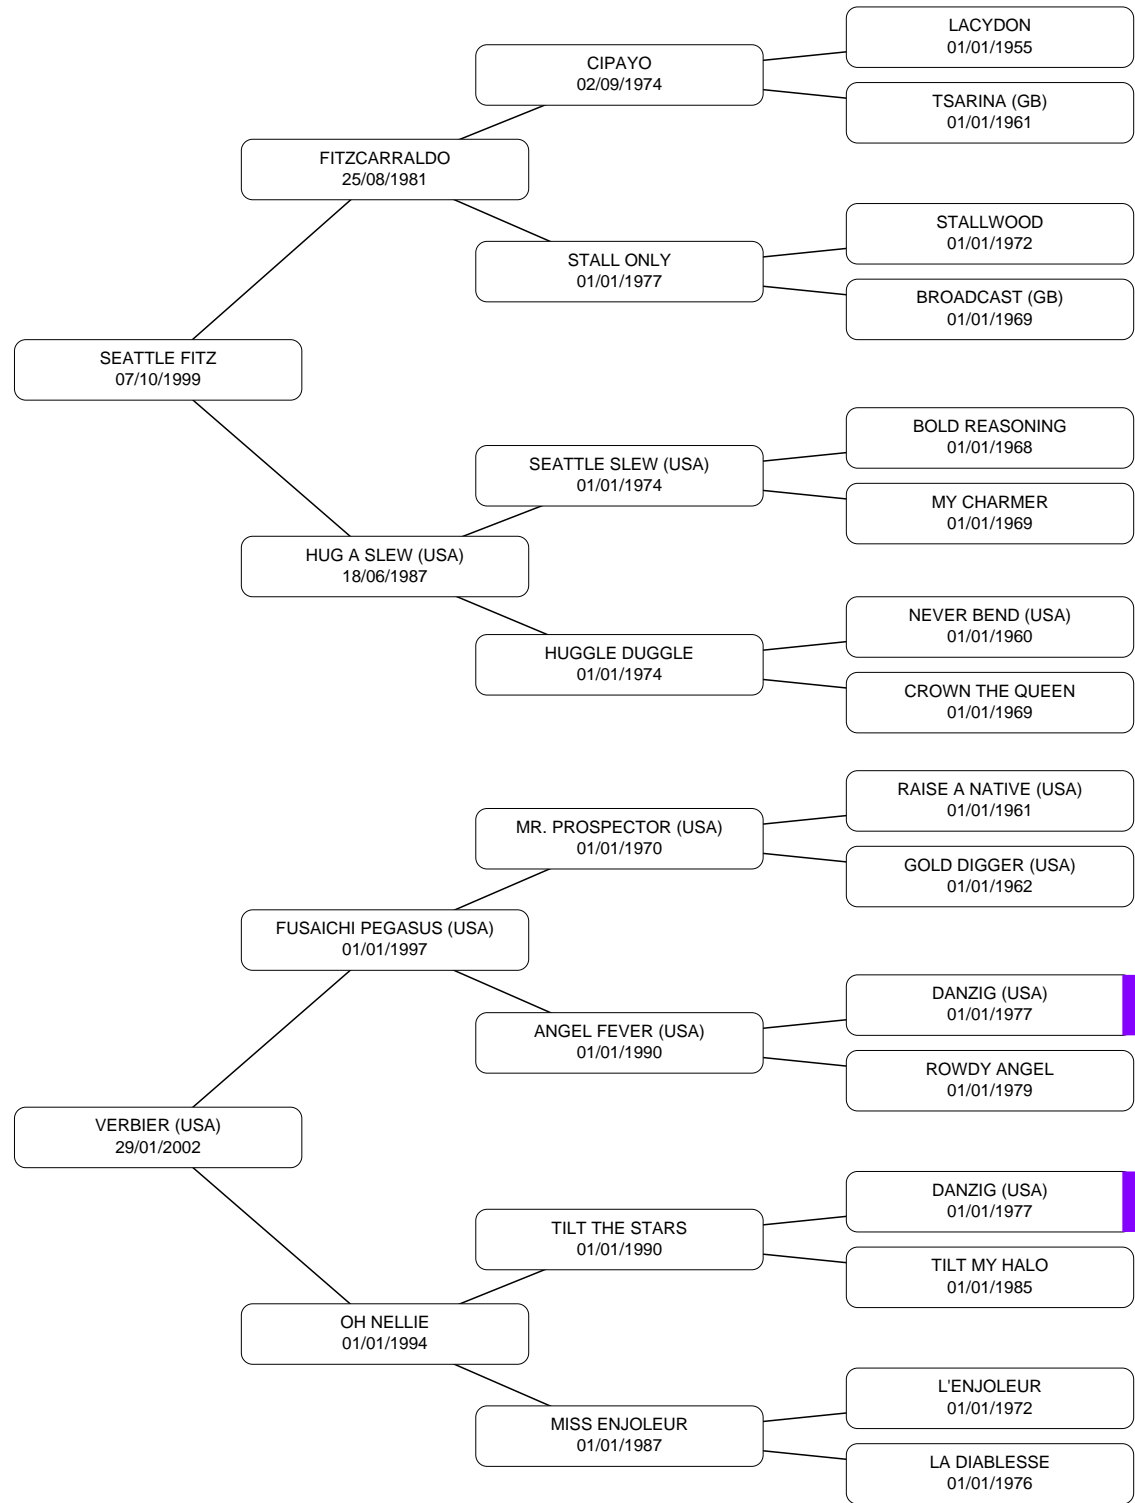 LACYDON
01/01/1955
CIPAYO
02/09/1974
TSARINA (GB)
01/01/1961
FITZCARRALDO
25/08/1981
STALLWOOD
01/01/1972
STALL ONLY
01/01/1977
BROADCAST (GB)
01/01/1969
SEATTLE FITZ
07/10/1999
BOLD REASONING
01/01/1968
SEATTLE SLEW (USA)
01/01/1974
MY CHARMER
01/01/1969
HUG A SLEW (USA)
18/06/1987
NEVER BEND (USA)
01/01/1960
HUGGLE DUGGLE
01/01/1974
CROWN THE QUEEN
01/01/1969
RAISE A NATIVE (USA)
01/01/1961
MR. PROSPECTOR (USA)
01/01/1970
GOLD DIGGER (USA)
01/01/1962
FUSAICHI PEGASUS (USA)
01/01/1997
DANZIG (USA)
01/01/1977
ANGEL FEVER (USA)
01/01/1990
ROWDY ANGEL
01/01/1979
VERBIER (USA)
29/01/2002
DANZIG (USA)
01/01/1977
TILT THE STARS
01/01/1990
TILT MY HALO
01/01/1985
OH NELLIE
01/01/1994
L'ENJOLEUR
01/01/1972
MISS ENJOLEUR
01/01/1987
LA DIABLESSE
01/01/1976